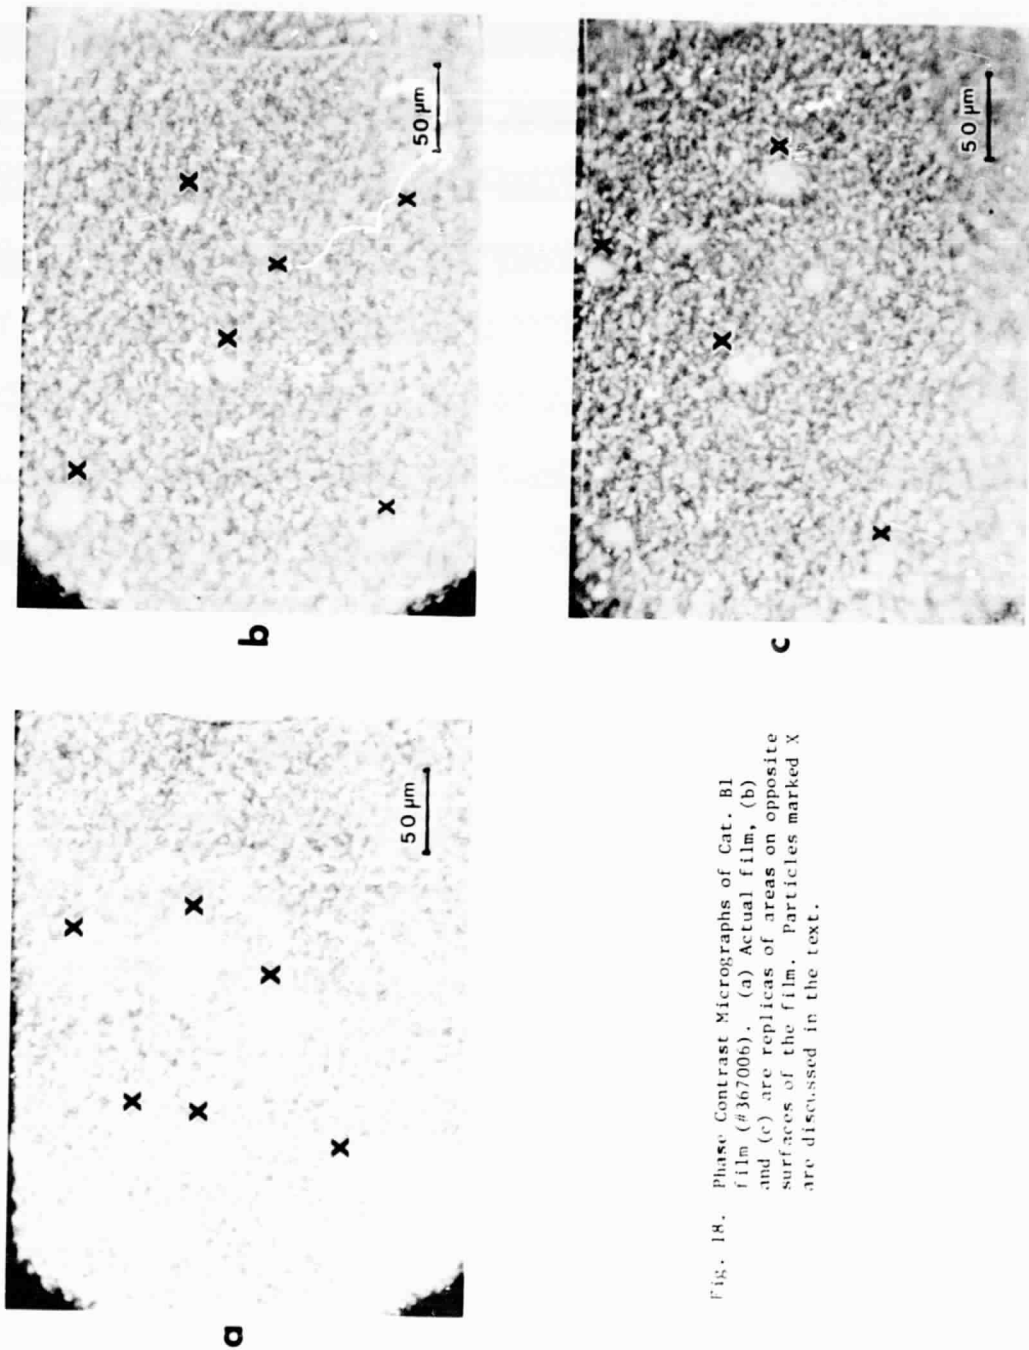 a
X
X
X
X
X
X
50 µm
b
X
X
X
X
X
X
50 µm
c
X
X
X
X
50 µm
Fig. 18. Phase Contrast Micrographs of Cat. B1
film (#367006). (a) Actual film, (b)
and (c) are replicas of areas on opposite
surfaces of the film. Particles marked X
are discussed in the text.